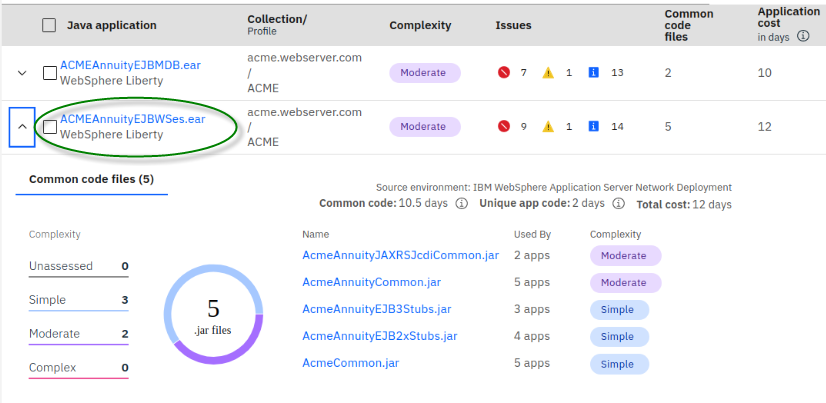 Java application Collection/ Profile Complexity Issues Common code files Application cost in days
ACMEAnnuityEJBMDB.ear
WebSphere Liberty
acme.webserver.com
/
ACME
Moderate 7 1 13 2 10
ACMEAnnuityEJBWSes.ear
WebSphere Liberty
acme.webserver.com
/
ACME
Moderate 9 1 14 5 12
Common code files (5)
Source environment: IBM WebSphere Application Server Network Deployment
Common code: 10.5 days Unique app code: 2 days Total cost: 12 days
Complexity
Unassessed 0
Simple 3
Moderate 2
Complex 0
5
.jar files
Name Used By Complexity
AcmeAnnuityJAXRSJcdiCommon.jar 2 apps Moderate
AcmeAnnuityCommon.jar 5 apps Moderate
AcmeAnnuityEJB3Stubs.jar 3 apps Simple
AcmeAnnuityEJB2xStubs.jar 4 apps Simple
AcmeCommon.jar 5 apps Simple